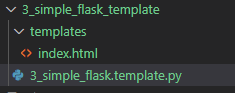 3_simple_flask_template
templates
<> index.html
3_simple_flask.template.py